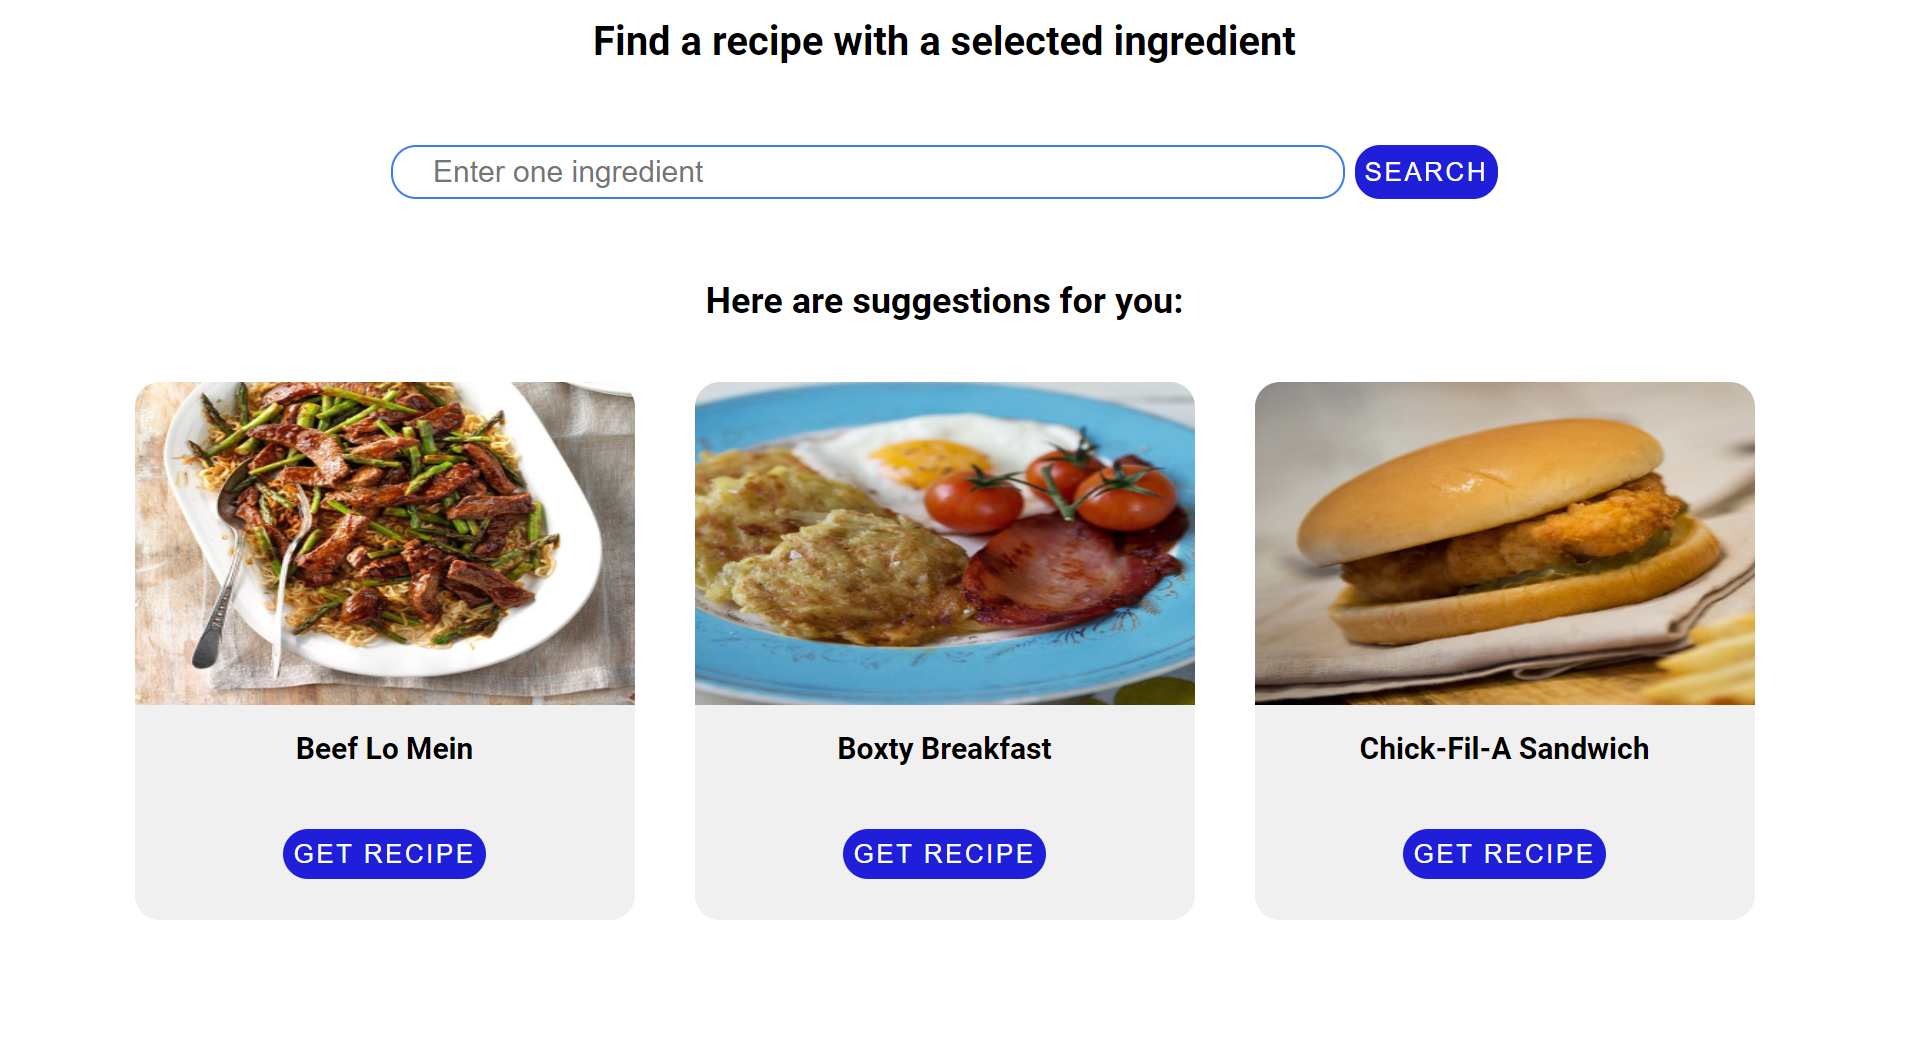 Find a recipe with a selected ingredient
Enter one ingredient
SEARCH
Here are suggestions for you:
Beef Lo Mein
Boxty Breakfast
Chick-Fil-A Sandwich
GET RECIPE
GET RECIPE
GET RECIPE